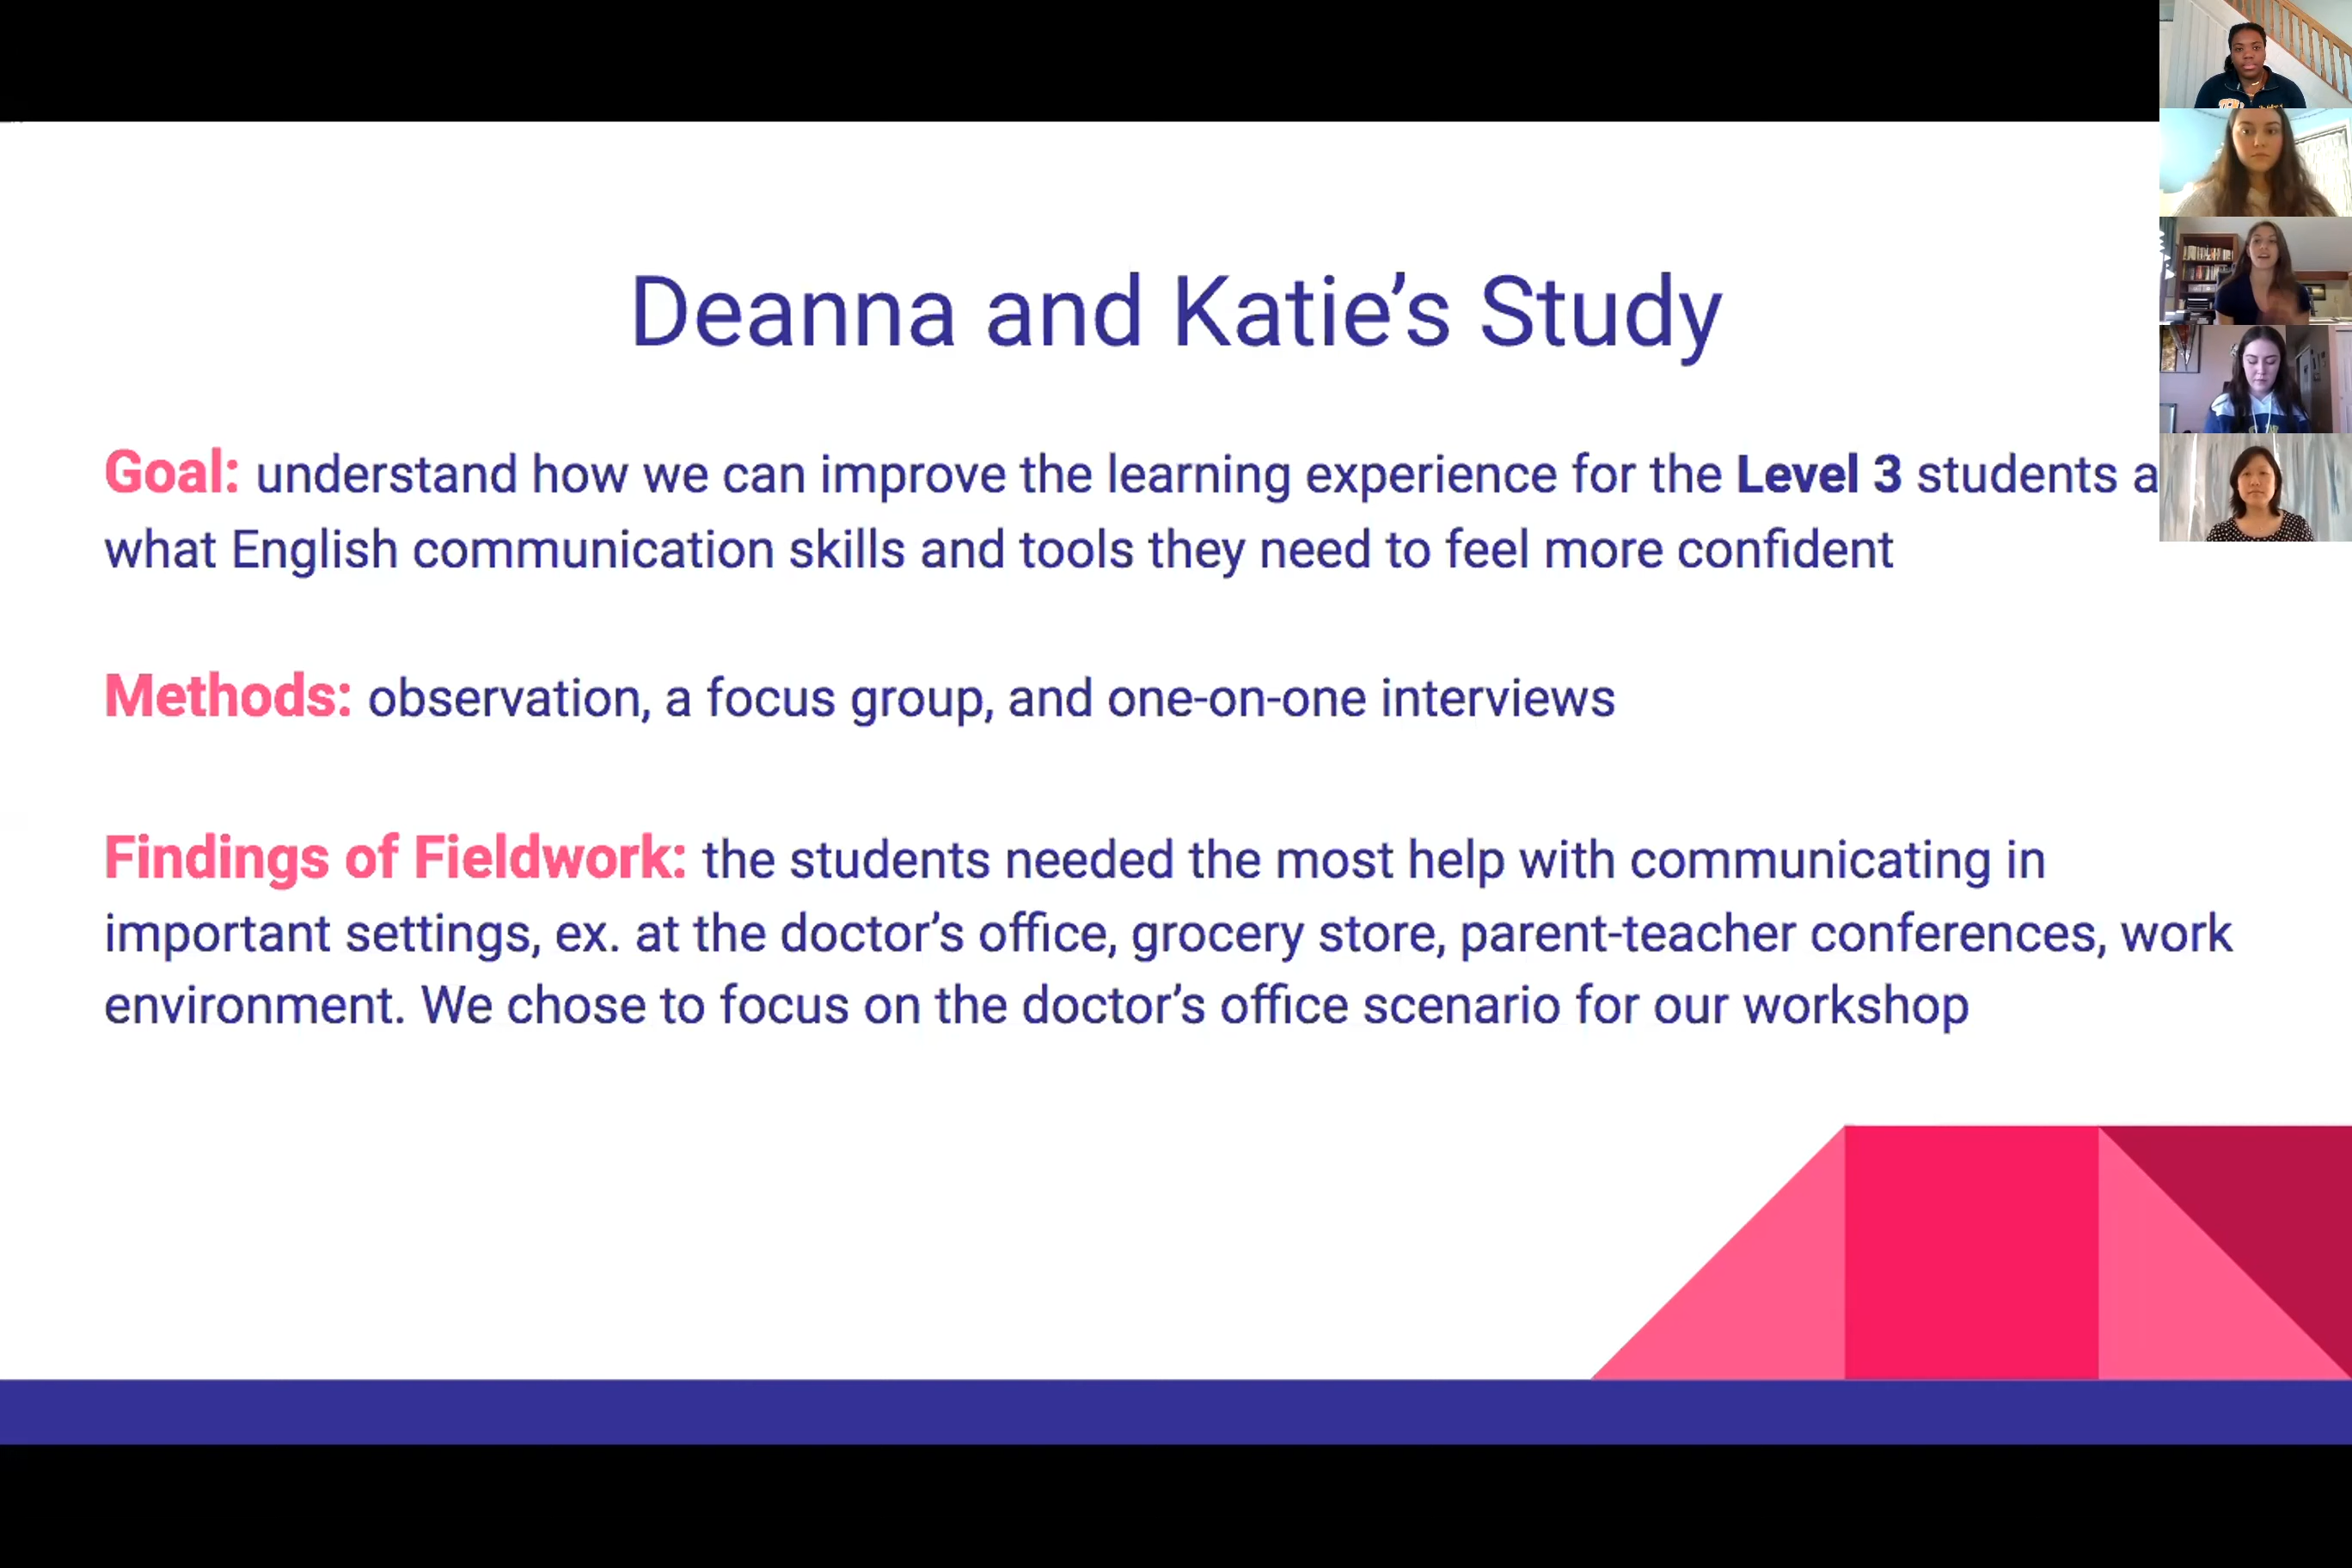 Deanna and Katie’s Study
Goal: understand how we can improve the learning experience for the Level 3 students a
what English communication skills and tools they need to feel more confident
Methods: observation, a focus group, and one-on-one interviews
Findings of Fieldwork: the students needed the most help with communicating in
important settings, ex. at the doctor’s office, grocery store, parent-teacher conferences, work
environment. We chose to focus on the doctor’s office scenario for our workshop